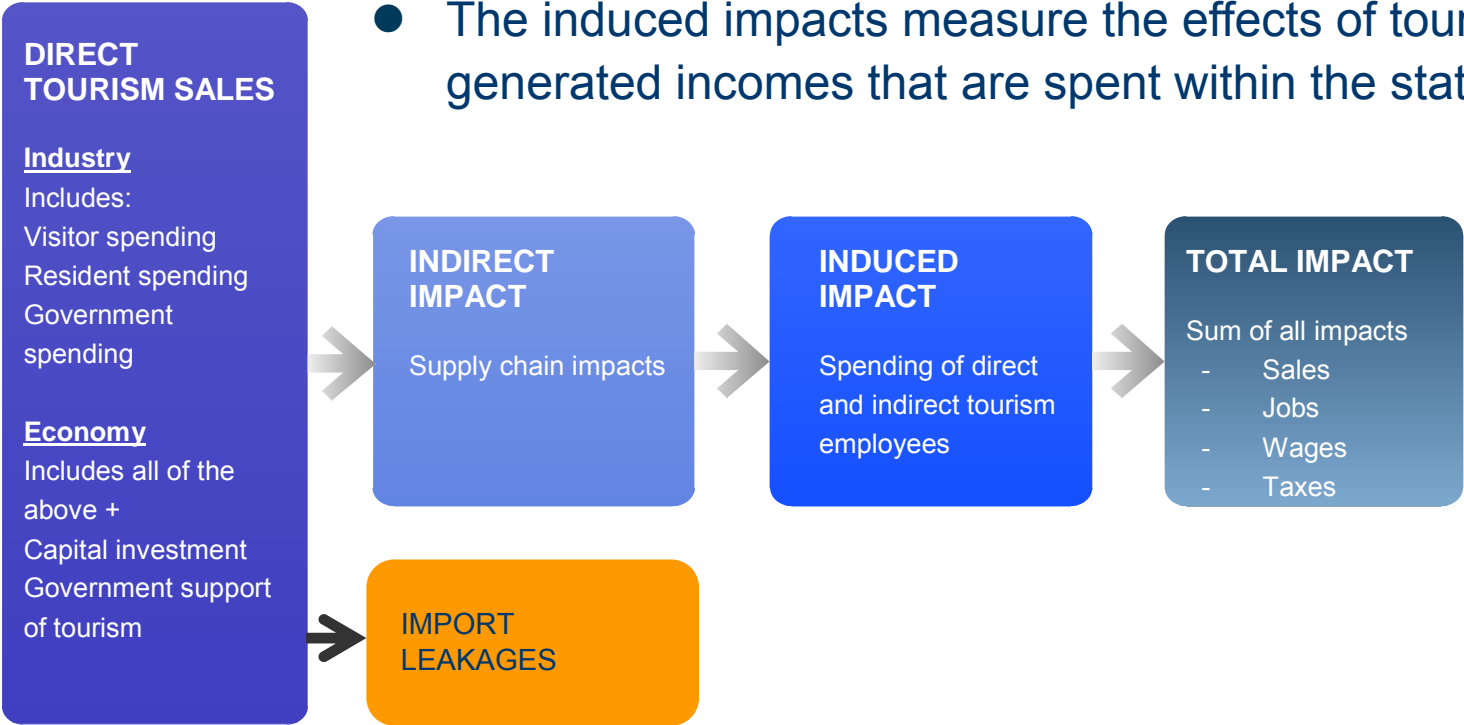 ● The induced impacts measure the effects of tour
generated incomes that are spent within the stat
DIRECT
TOURISM SALES
Industry
Includes:
Visitor spending
Resident spending
Government
spending
Economy
Includes all of the
above +
Capital investment
Government support
of tourism
INDIRECT
IMPACT
Supply chain impacts
INDUCED
IMPACT
Spending of direct
and indirect tourism
employees
TOTAL IMPACT
Sum of all impacts
- Sales
- Jobs
- Wages
- Taxes
IMPORT
LEAKAGES